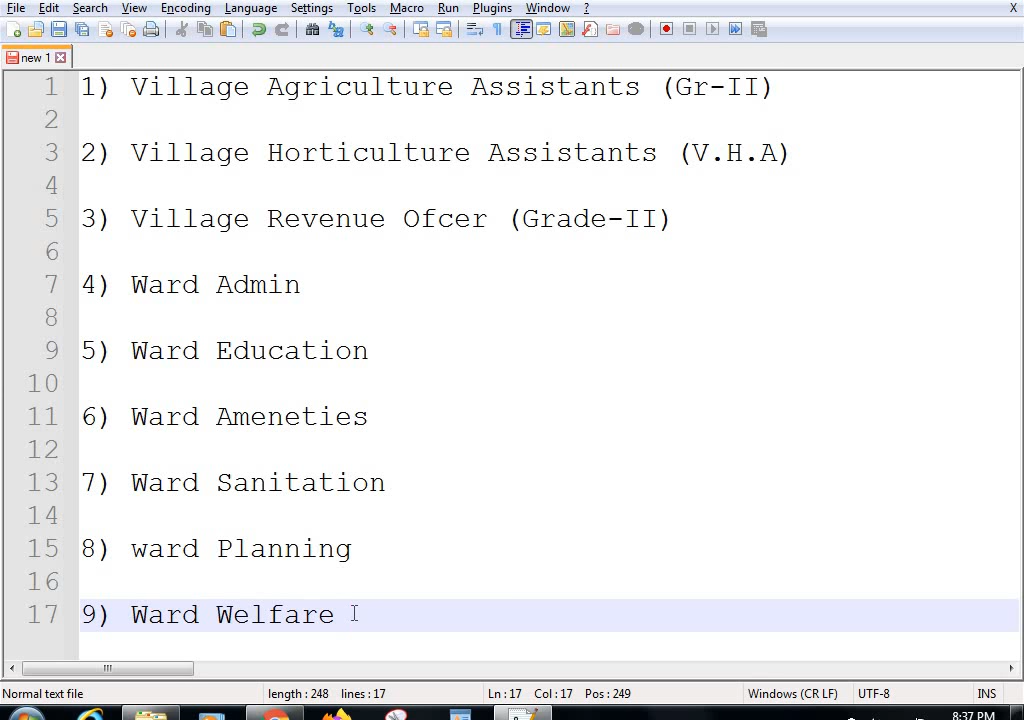 File Edit Search View Encoding Language Settings Tools Macro Run Plugins Window ? X
new 1
1 1) Village Agriculture Assistants (Gr-II)
2
3 2) Village Horticulture Assistants (V.H.A)
4
5 3) Village Revenue Ofcer (Grade-II)
6
7 4) Ward Admin
8
9 5) Ward Education
10
11 6) Ward Ameneties
12
13 7) Ward Sanitation
14
15 8) ward Planning
16
17 9) Ward Welfare
Normal text file length : 248 lines : 17 Ln : 17 Col : 17 Pos : 249 Windows (CR LF) UTF-8 INS
8:37 PM